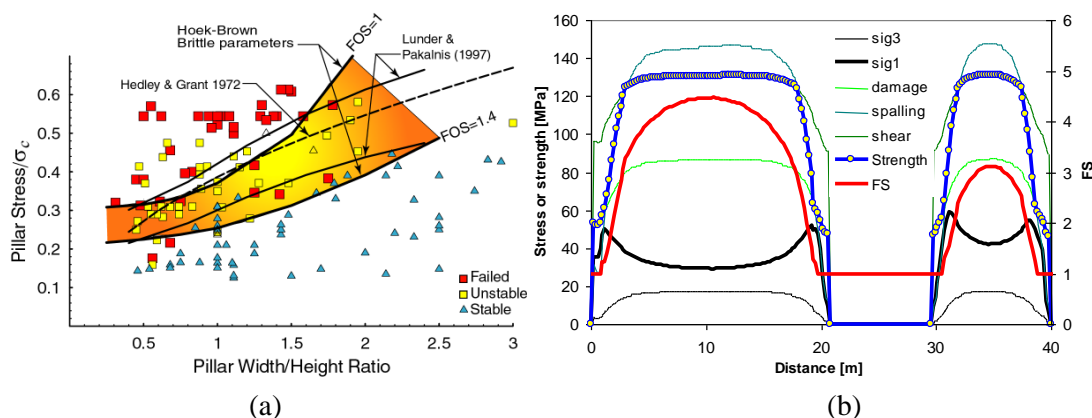 Hoek-Brown
Brittle parameters
FOS=1
Lunder &
Pakalnis (1997)
Hedley & Grant 1972
FOS=1.4
Pillar Stress/σc
0.6
0.5
0.4
0.3
0.2
0.1
Failed
Unstable
Stable
0.5
1.0
1.5
2.0
2.5
3
Pillar Width/Height Ratio
(a)
Stress or strength [MPa]
160
140
120
100
80
60
40
20
0
sig3
sig1
damage
spalling
shear
Strength
FS
6
5
4
3
2
1
0
FS
0
10
20
30
40
Distance [m]
(b)